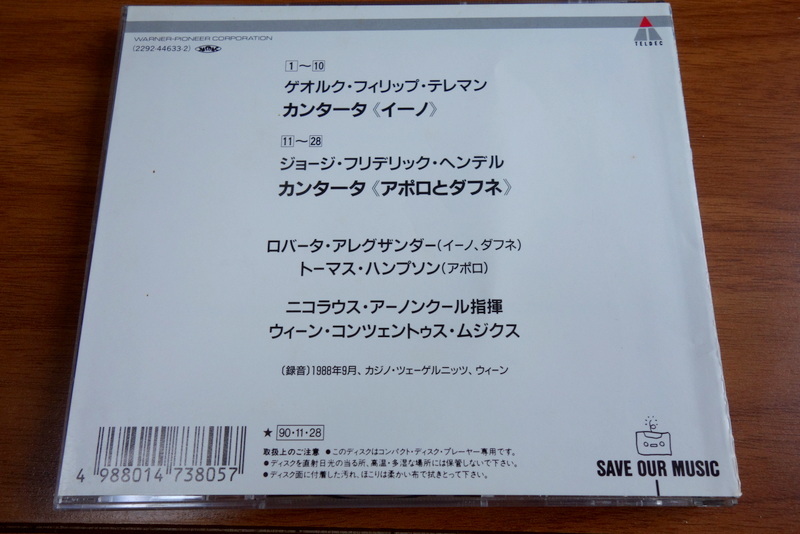 WARNER-PIONEER CORPORATION
(2292-44633-2)
TELDEC
1～10
ゲオルク・フィリップ・テレマン
カンタータ《イーノ》
11～28
ジョージ・フリデリック・ヘンデル
カンタータ《アポロとダフネ》
ロバータ・アレグザンダー(イーノ、ダフネ)
トーマス・ハンプソン(アポロ)
ニコラウス・アーノンクール指揮
ウィーン・コンツェントゥス・ムジクス
(録音)1988年9月、カジノ・ツェーゲルニッツ、ウィーン
★ 90・11・28
取扱上のご注意 ●このディスクはコンパクト・ディスク・プレーヤー専用です。
●ディスクを直射日光の当る所、高温・多湿な場所には保管しないで下さい。
●ディスク面に付着した汚れ、ほこりは柔かい布で拭きとって下さい。
4 988014 738057
SAVE OUR MUSIC